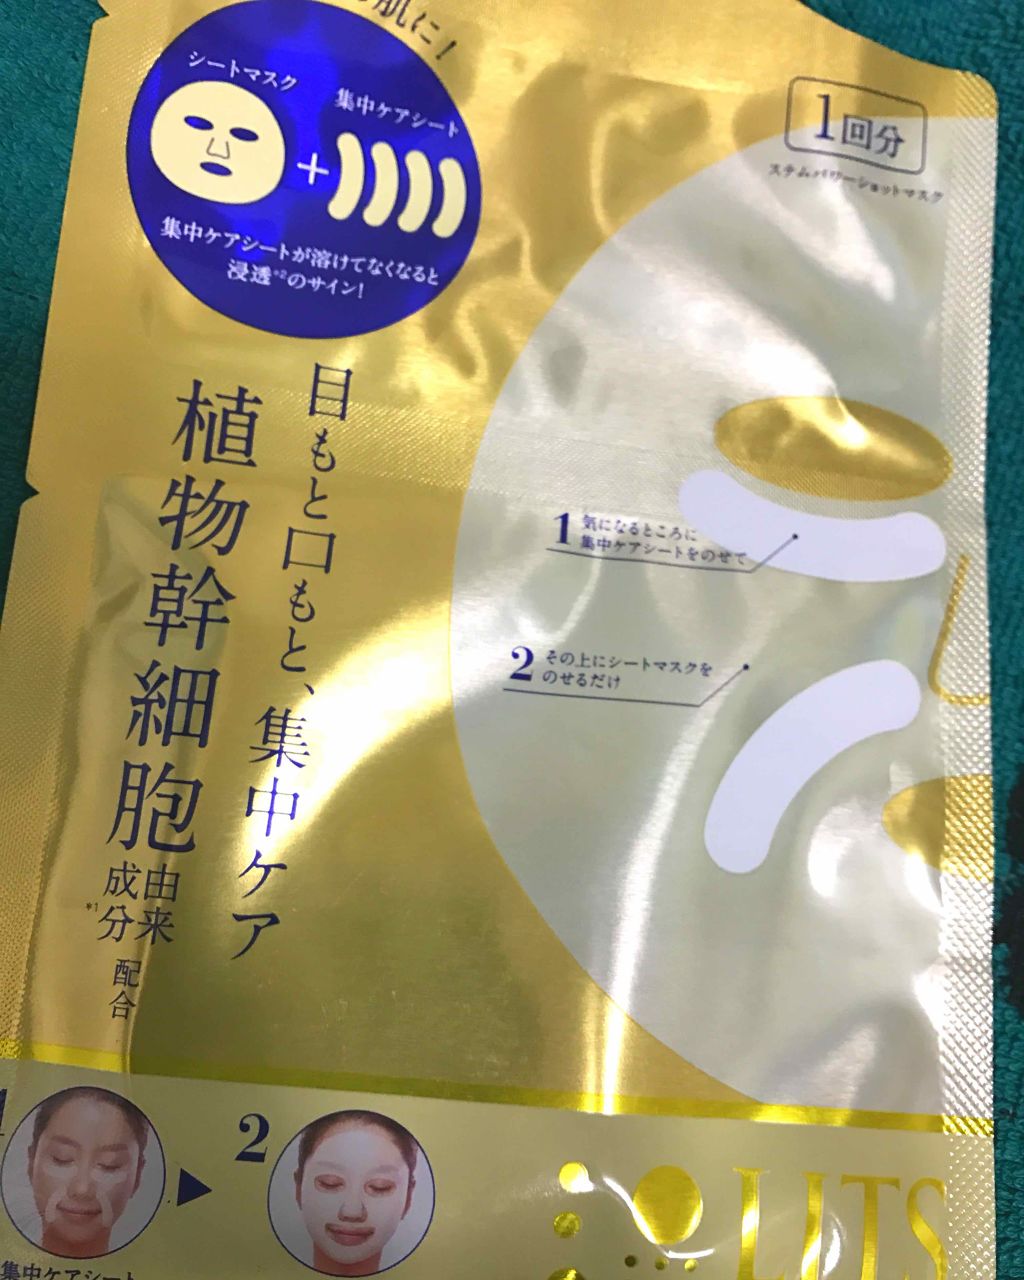 肌に!
シートマスク
集中ケアシート
+
集中ケアシートが溶けてなくなると
浸透*2のサイン!
1回分
ステムパワーショットマスク
目もと口もと、集中ケア
植物幹細胞由来成分*1配合
1 気になるところに
集中ケアシートをのせて
2 その上にシートマスクを
のせるだけ
1
2
集中ケアシート
LITS